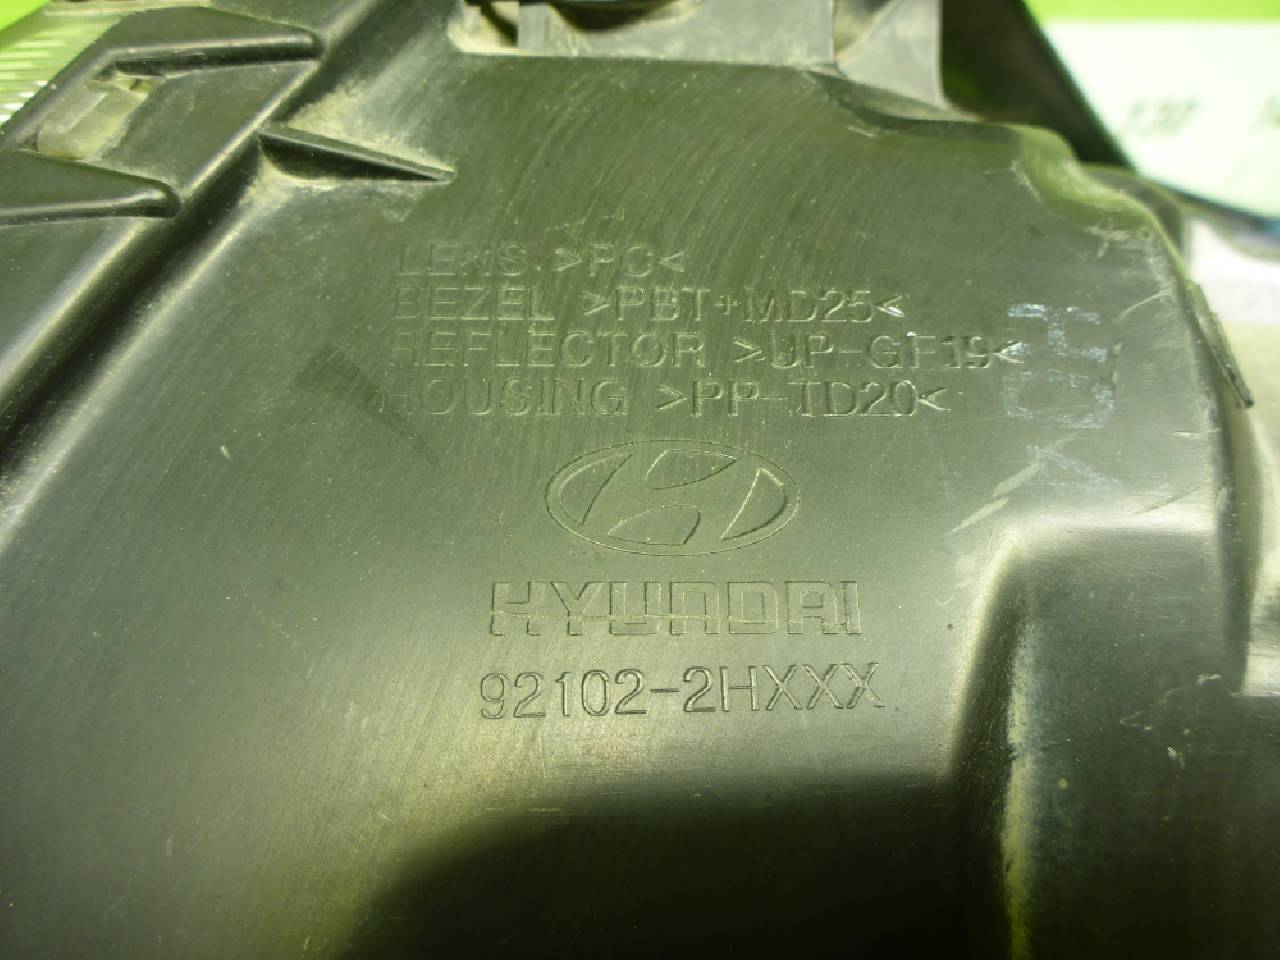 LENS >PC<
BEZEL >PBT+MD25<
REFLECTOR >UP-GF19<
HOUSING >PP-TD20<
HYUNDAI
92102-2HXXX